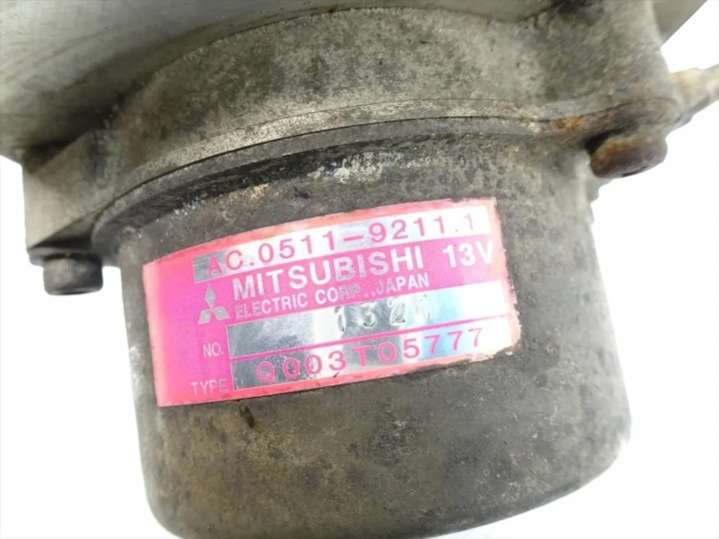 AC.0511-9211.1
MITSUBISHI 13V
ELECTRIC CORP., JAPAN
NO.
TYPE Q003T05777